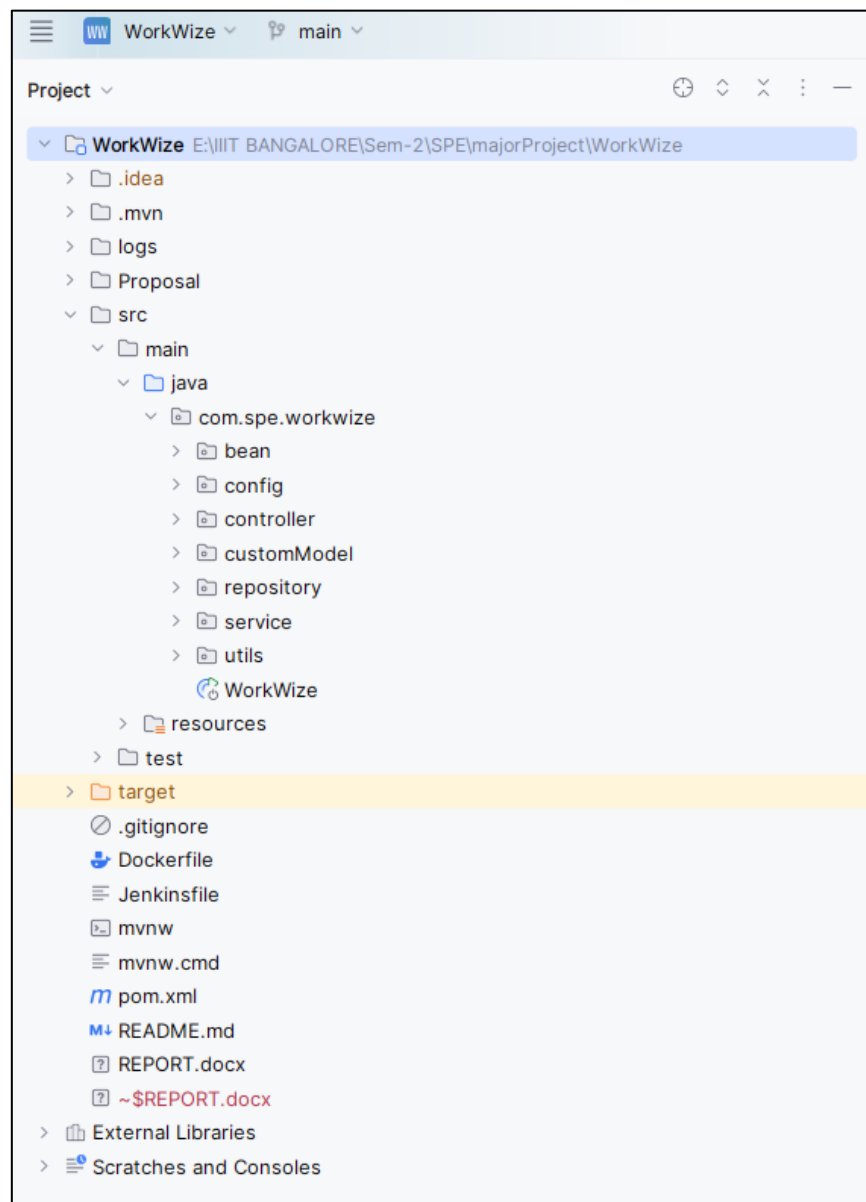 WW WorkWize main
Project
WorkWize E:\IIIT BANGALORE\Sem-2\SPE\majorProject\WorkWize
.idea
.mvn
logs
Proposal
src
main
java
com.spe.workwize
bean
config
controller
customModel
repository
service
utils
WorkWize
resources
test
target
.gitignore
Dockerfile
Jenkinsfile
mvnw
mvnw.cmd
m pom.xml
M↓ README.md
? REPORT.docx
? ~$REPORT.docx
External Libraries
Scratches and Consoles